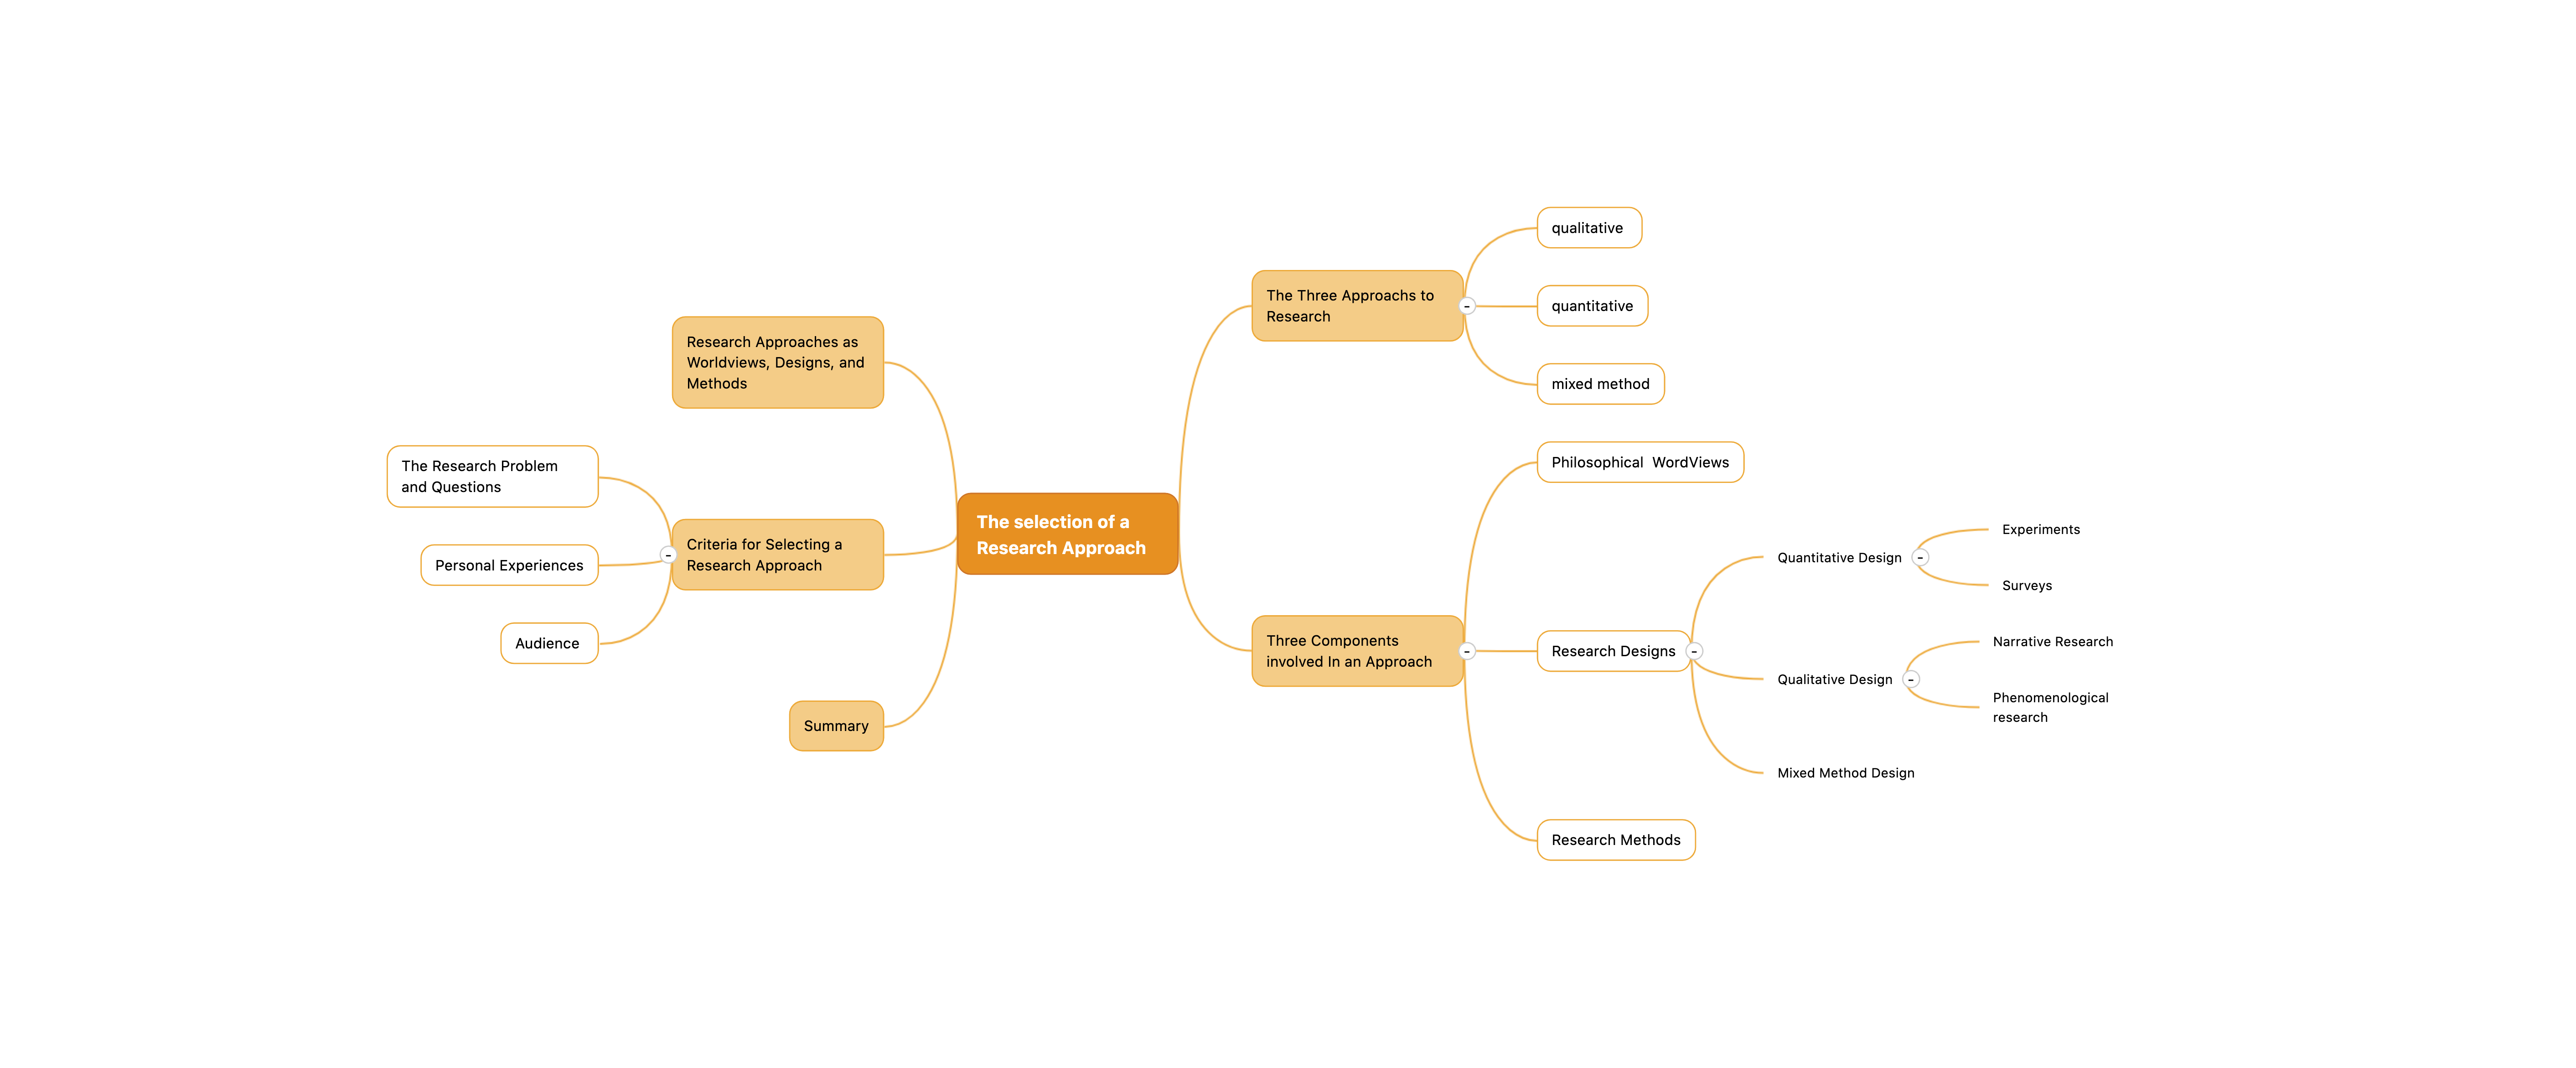 The selection of a
Research Approach
The Three Approachs to
Research
qualitative
quantitative
mixed method
Three Components
involved In an Approach
Philosophical  WordViews
Research Designs
Quantitative Design
Experiments
Surveys
Qualitative Design
Narrative Research
Phenomenological
research
Mixed Method Design
Research Methods
Research Approaches as
Worldviews, Designs, and
Methods
Criteria for Selecting a
Research Approach
The Research Problem
and Questions
Personal Experiences
Audience
Summary